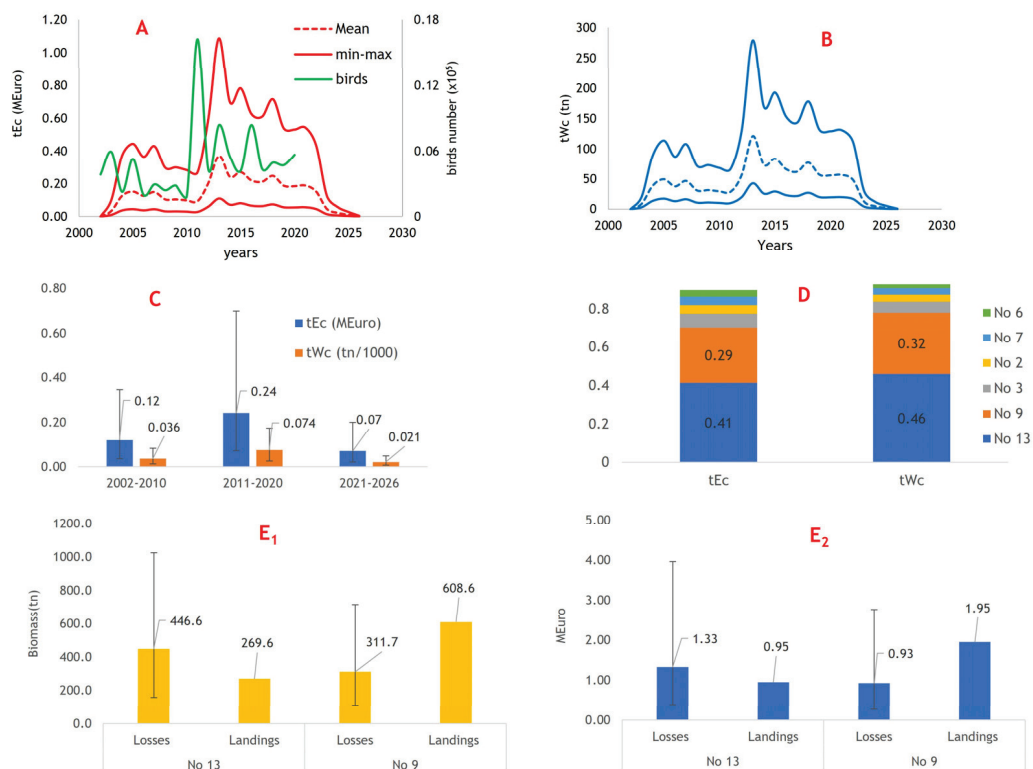 A
tEc (MEuro)
1.20
1.00
0.80
0.60
0.40
0.20
0.00
Mean
min-max
birds
0.18
0.12
0.06
0
birds number (x10⁵)
2000 2005 2010 2015 2020 2025 2030
years
B
tWc (tn)
300
250
200
150
100
50
0
2000 2005 2010 2015 2020 2025 2030
Years
C
0.80
0.60
0.40
0.20
0.00
tEc (MEuro)
tWc (tn/1000)
0.12
0.036
0.24
0.074
0.07
0.021
2002-2010 2011-2020 2021-2026
D
0.8
0.6
0.4
0.2
0
0.29
0.41
0.32
0.46
tEc tWc
No 6
No 7
No 2
No 3
No 9
No 13
E₁
Biomass(tn)
1200.0
1000.0
800.0
600.0
400.0
200.0
0.0
446.6
269.6
311.7
608.6
Losses Landings Losses Landings
No 13 No 9
E₂
MEuro
5.00
4.00
3.00
2.00
1.00
0.00
1.33
0.95
0.93
1.95
Losses Landings Losses Landings
No 13 No 9